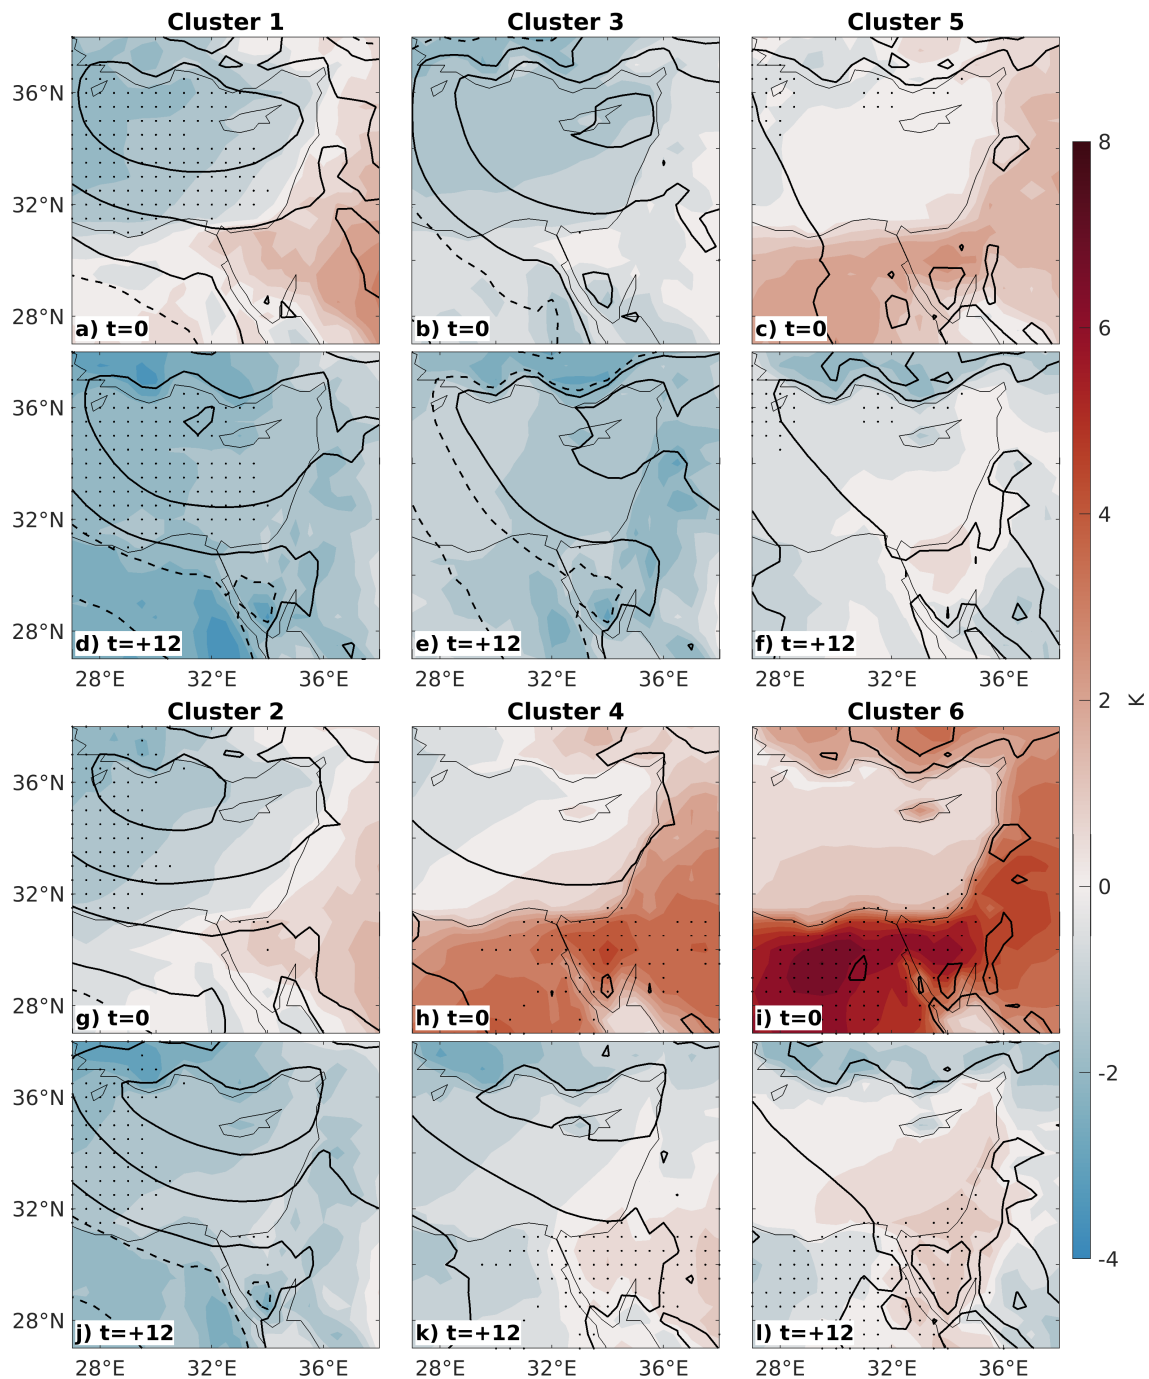 Cluster 1 Cluster 3 Cluster 5
36°N
32°N
28°N
a) t=0 b) t=0 c) t=0
36°N
32°N
28°N
d) t=+12 e) t=+12 f) t=+12
28°E 32°E 36°E 28°E 32°E 36°E 28°E 32°E 36°E
Cluster 2 Cluster 4 Cluster 6
36°N
32°N
28°N
g) t=0 h) t=0 i) t=0
36°N
32°N
28°N
j) t=+12 k) t=+12 l) t=+12
28°E 32°E 36°E 28°E 32°E 36°E 28°E 32°E 36°E
8
6
4
2
0
-2
-4
K